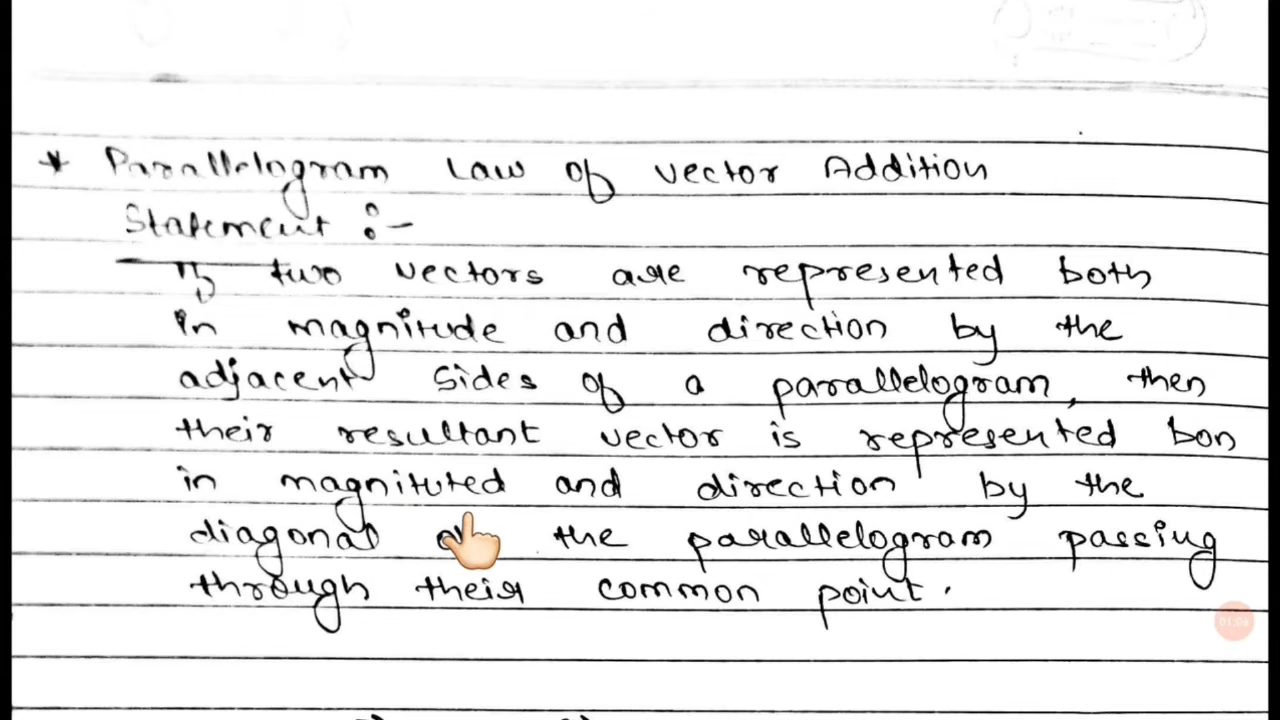 * Parallelogram Law of vector Addition
Statement :-
If two vectors are represented both
in magnitude and direction by the
adjacent sides of a parallelogram, then
their resultant vector is represented bon
in magnituted and direction by the
diagonal the parallelogram passing
through their common point.
01:04